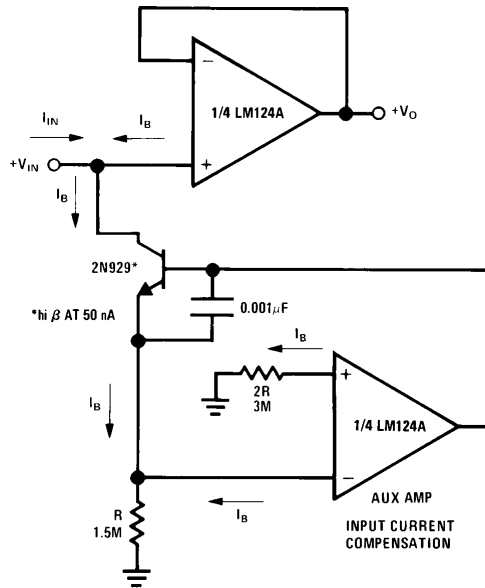 −
1/4 LM124A
+V_O
I_IN
I_B
+
+V_IN
I_B
2N929*
*hi β AT 50 nA
0.001μF
I_B
+
2R
3M
1/4 LM124A
I_B
−
AUX AMP
I_B
R
1.5M
INPUT CURRENT
COMPENSATION